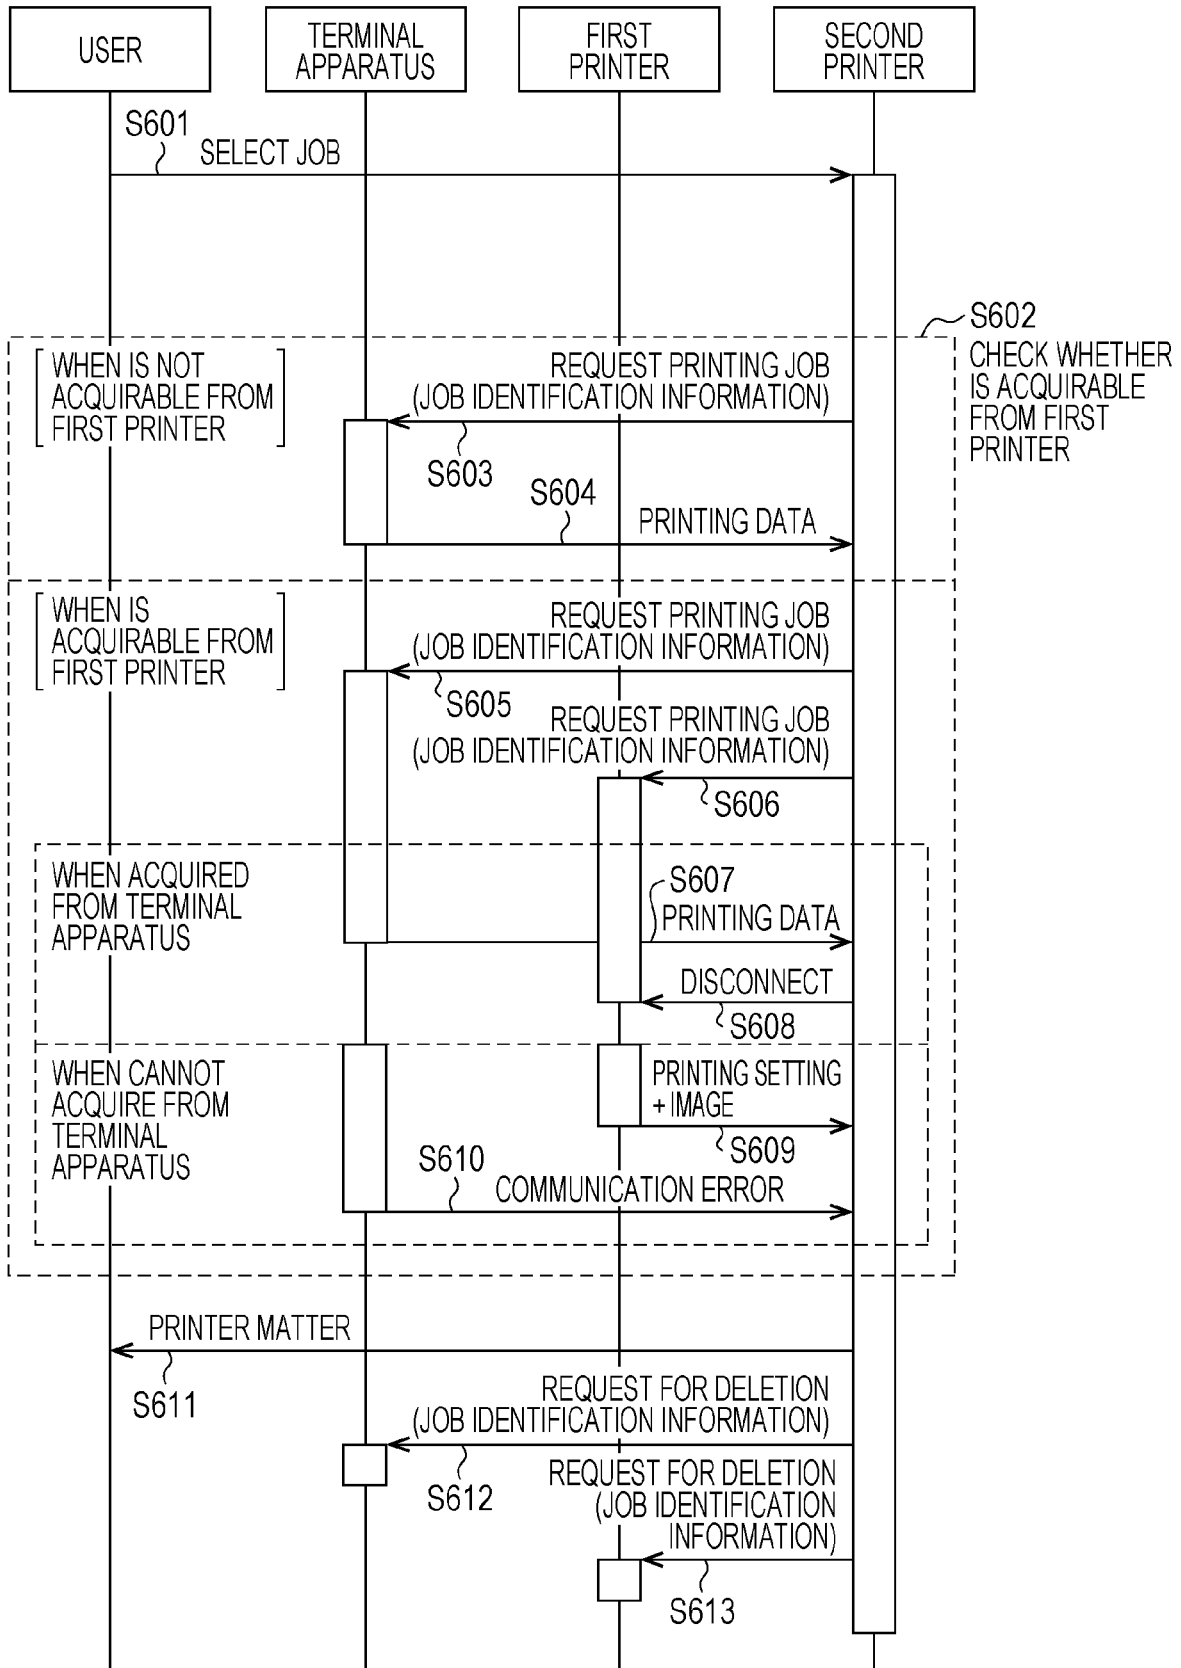 USER
TERMINAL
APPARATUS
FIRST
PRINTER
SECOND
PRINTER
S601
SELECT JOB
S602
CHECK WHETHER
IS ACQUIRABLE
FROM FIRST
PRINTER
WHEN IS NOT
ACQUIRABLE FROM
FIRST PRINTER
REQUEST PRINTING JOB
(JOB IDENTIFICATION INFORMATION)
S603
S604
PRINTING DATA
WHEN IS
ACQUIRABLE FROM
FIRST PRINTER
REQUEST PRINTING JOB
(JOB IDENTIFICATION INFORMATION)
S605
REQUEST PRINTING JOB
(JOB IDENTIFICATION INFORMATION)
S606
WHEN ACQUIRED
FROM TERMINAL
APPARATUS
S607
PRINTING DATA
DISCONNECT
S608
WHEN CANNOT
ACQUIRE FROM
TERMINAL
APPARATUS
PRINTING SETTING
+ IMAGE
S609
S610
COMMUNICATION ERROR
PRINTER MATTER
S611
REQUEST FOR DELETION
(JOB IDENTIFICATION INFORMATION)
S612
REQUEST FOR DELETION
(JOB IDENTIFICATION
INFORMATION)
S613